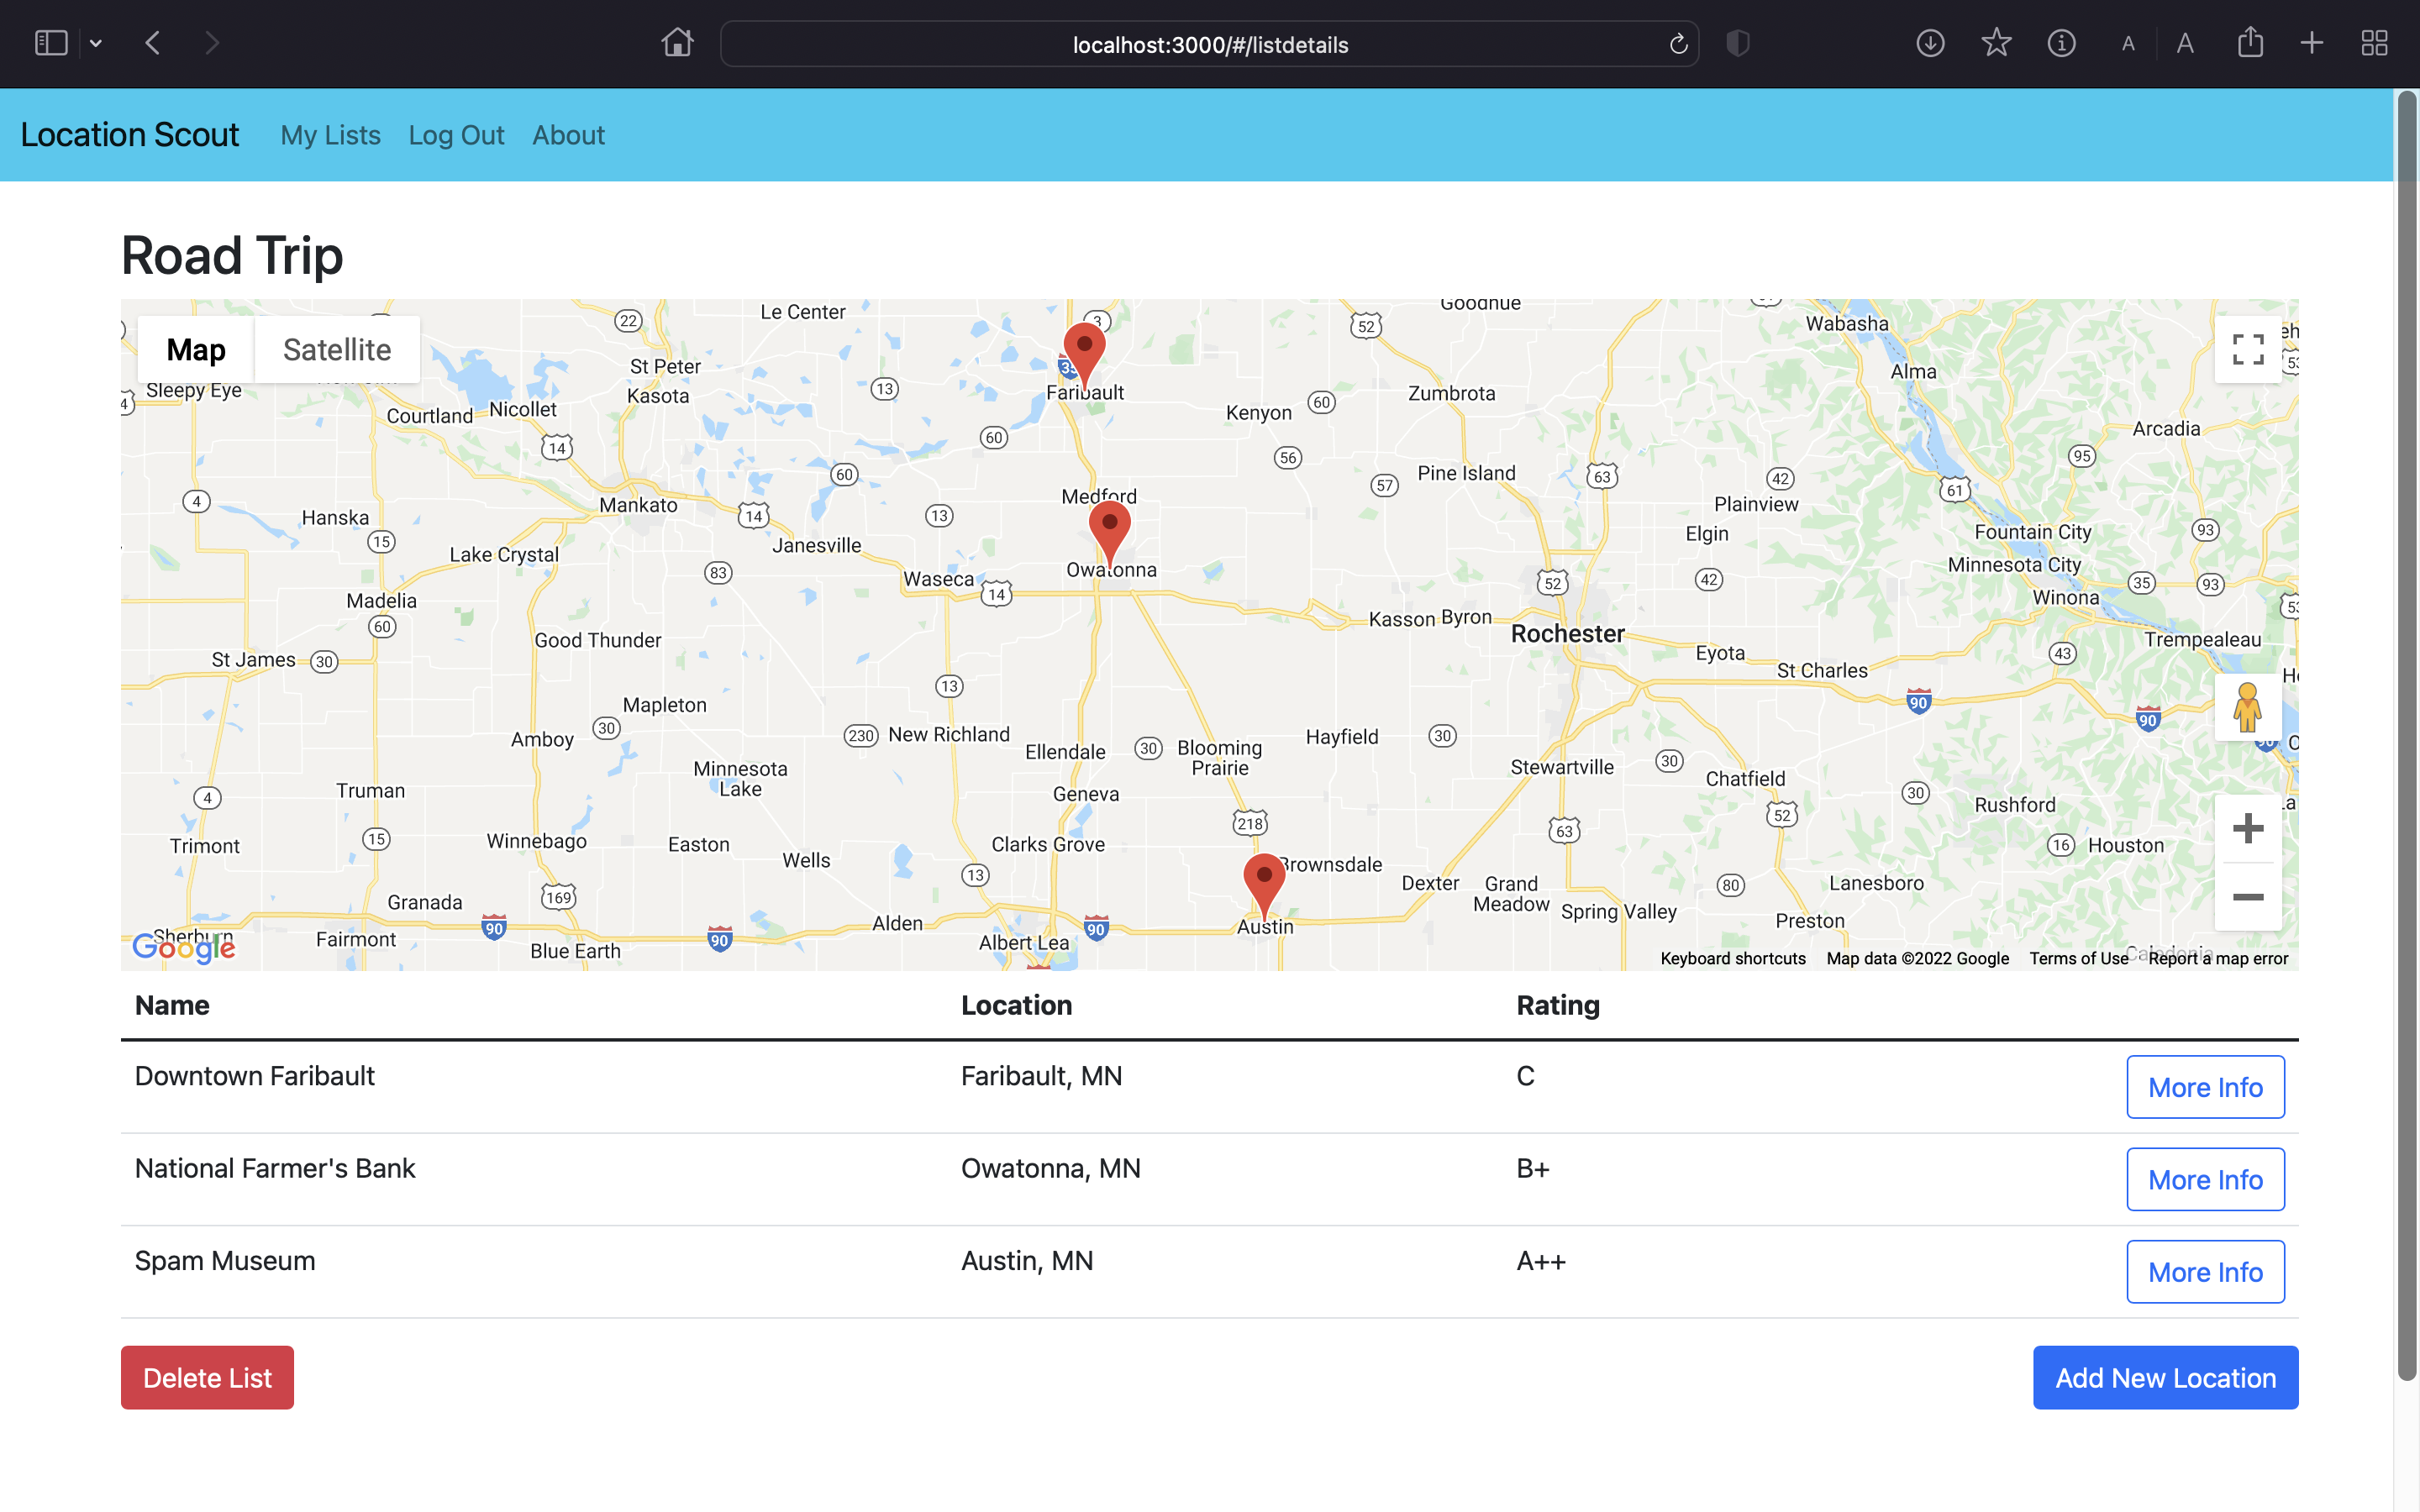 localhost:3000/#/listdetails
A A
Location Scout My Lists Log Out About
Road Trip
Map Satellite
Le Center
Goodhue
Wabasha
22
3
52
St Peter
35
Alma
Sleepy Eye
Kasota
13
Faribault
Zumbrota
Courtland
Nicollet
Kenyon
60
Arcadia
14
60
56
95
4
60
57
Pine Island
63
42
61
Medford
Plainview
Mankato
14
13
Hanska
15
Janesville
Elgin
Fountain City
93
Lake Crystal
83
Waseca
14
Owatonna
52
42
Minnesota City
35
93
Madelia
60
Winona
Kasson
Byron
Rochester
Good Thunder
Trempealeau
St James
30
Eyota
St Charles
43
13
90
90
Mapleton
30
Amboy
230
New Richland
Ellendale
30
Blooming
Prairie
Hayfield
30
Stewartville
30
Chatfield
Minnesota
Lake
Truman
4
Geneva
30
Rushford
218
52
63
Trimont
15
Winnebago
Easton
Wells
Clarks Grove
16
Houston
13
Brownsdale
Dexter
Grand
Meadow
80
Lanesboro
Granada
169
Spring Valley
Preston
Sherburn
Fairmont
90
Blue Earth
90
Alden
Albert Lea
90
Austin
Caledonia
Google
Keyboard shortcuts Map data ©2022 Google Terms of Use Report a map error
Name Location Rating
Downtown Faribault Faribault, MN C More Info
National Farmer's Bank Owatonna, MN B+ More Info
Spam Museum Austin, MN A++ More Info
Delete List Add New Location